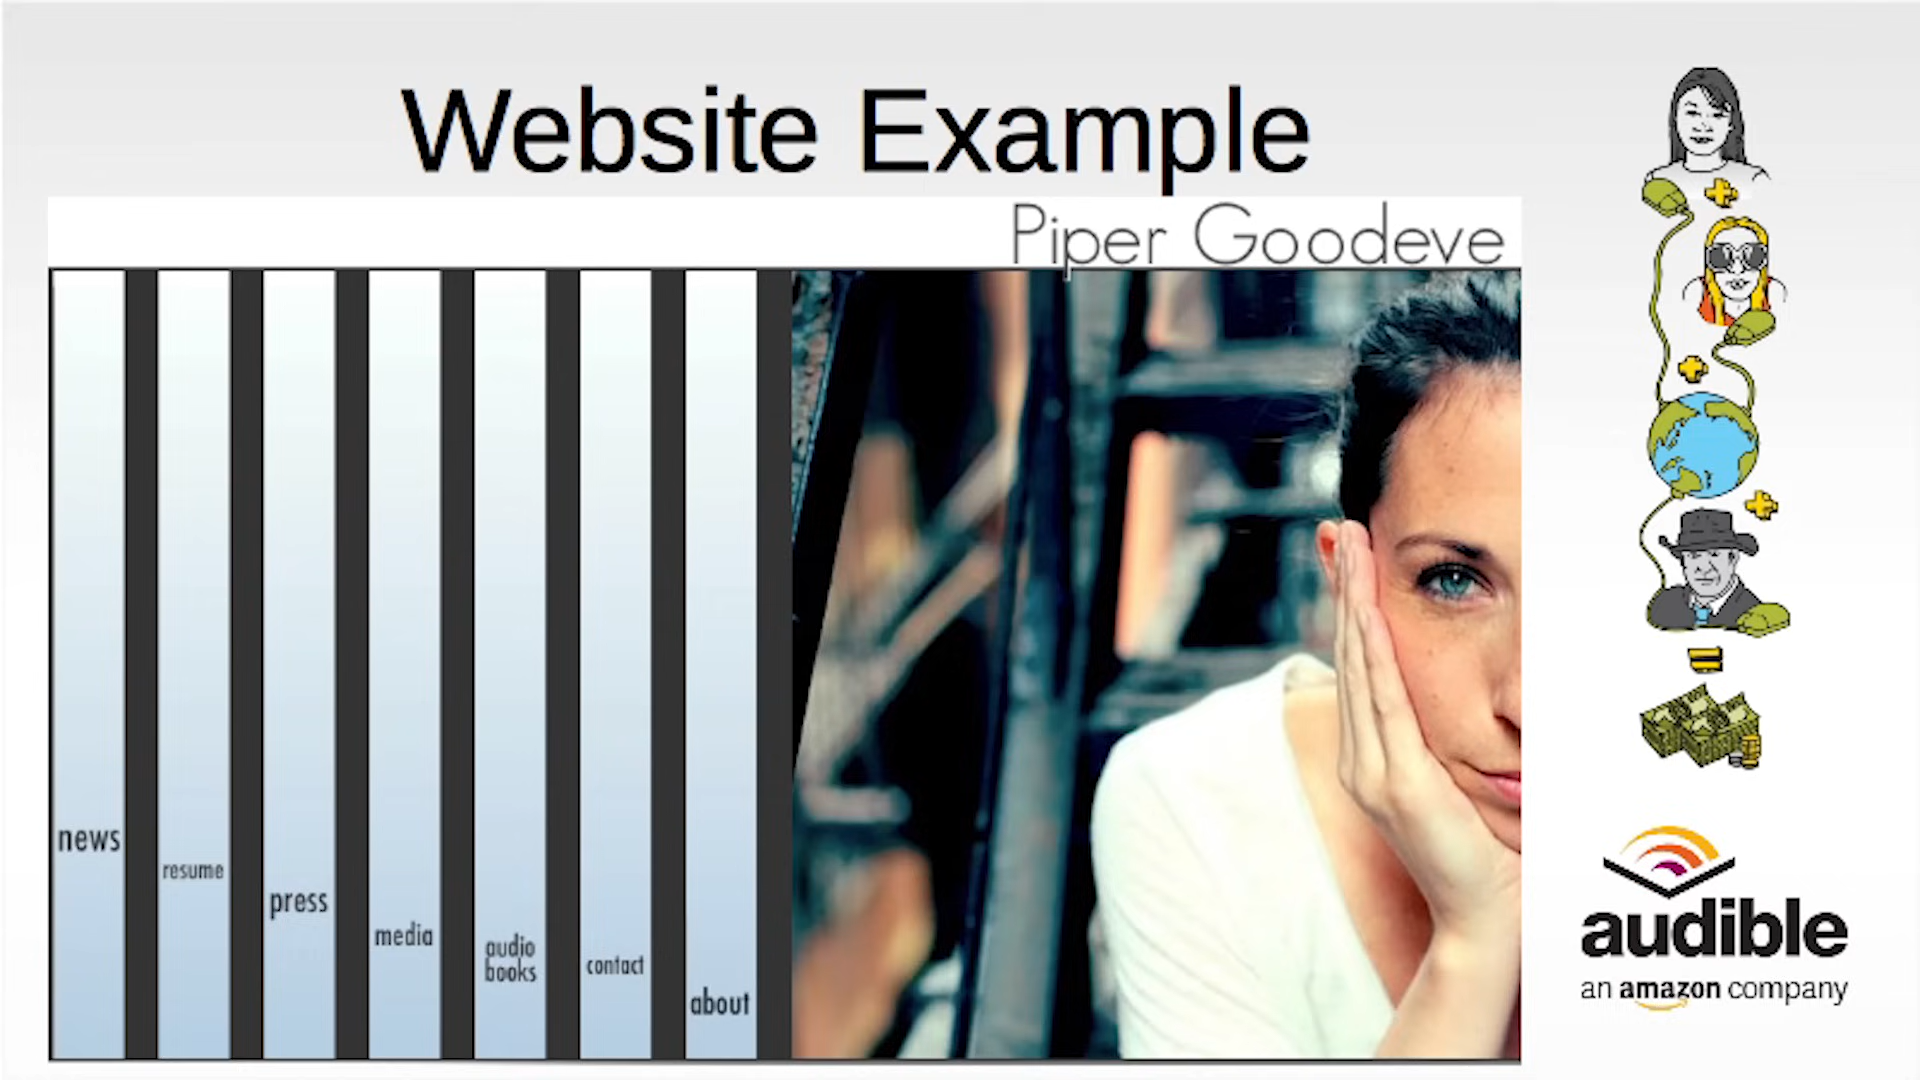 Website Example
Piper Goodeve
news
resume
press
media
audio
books
contact
about
audible
an amazon company